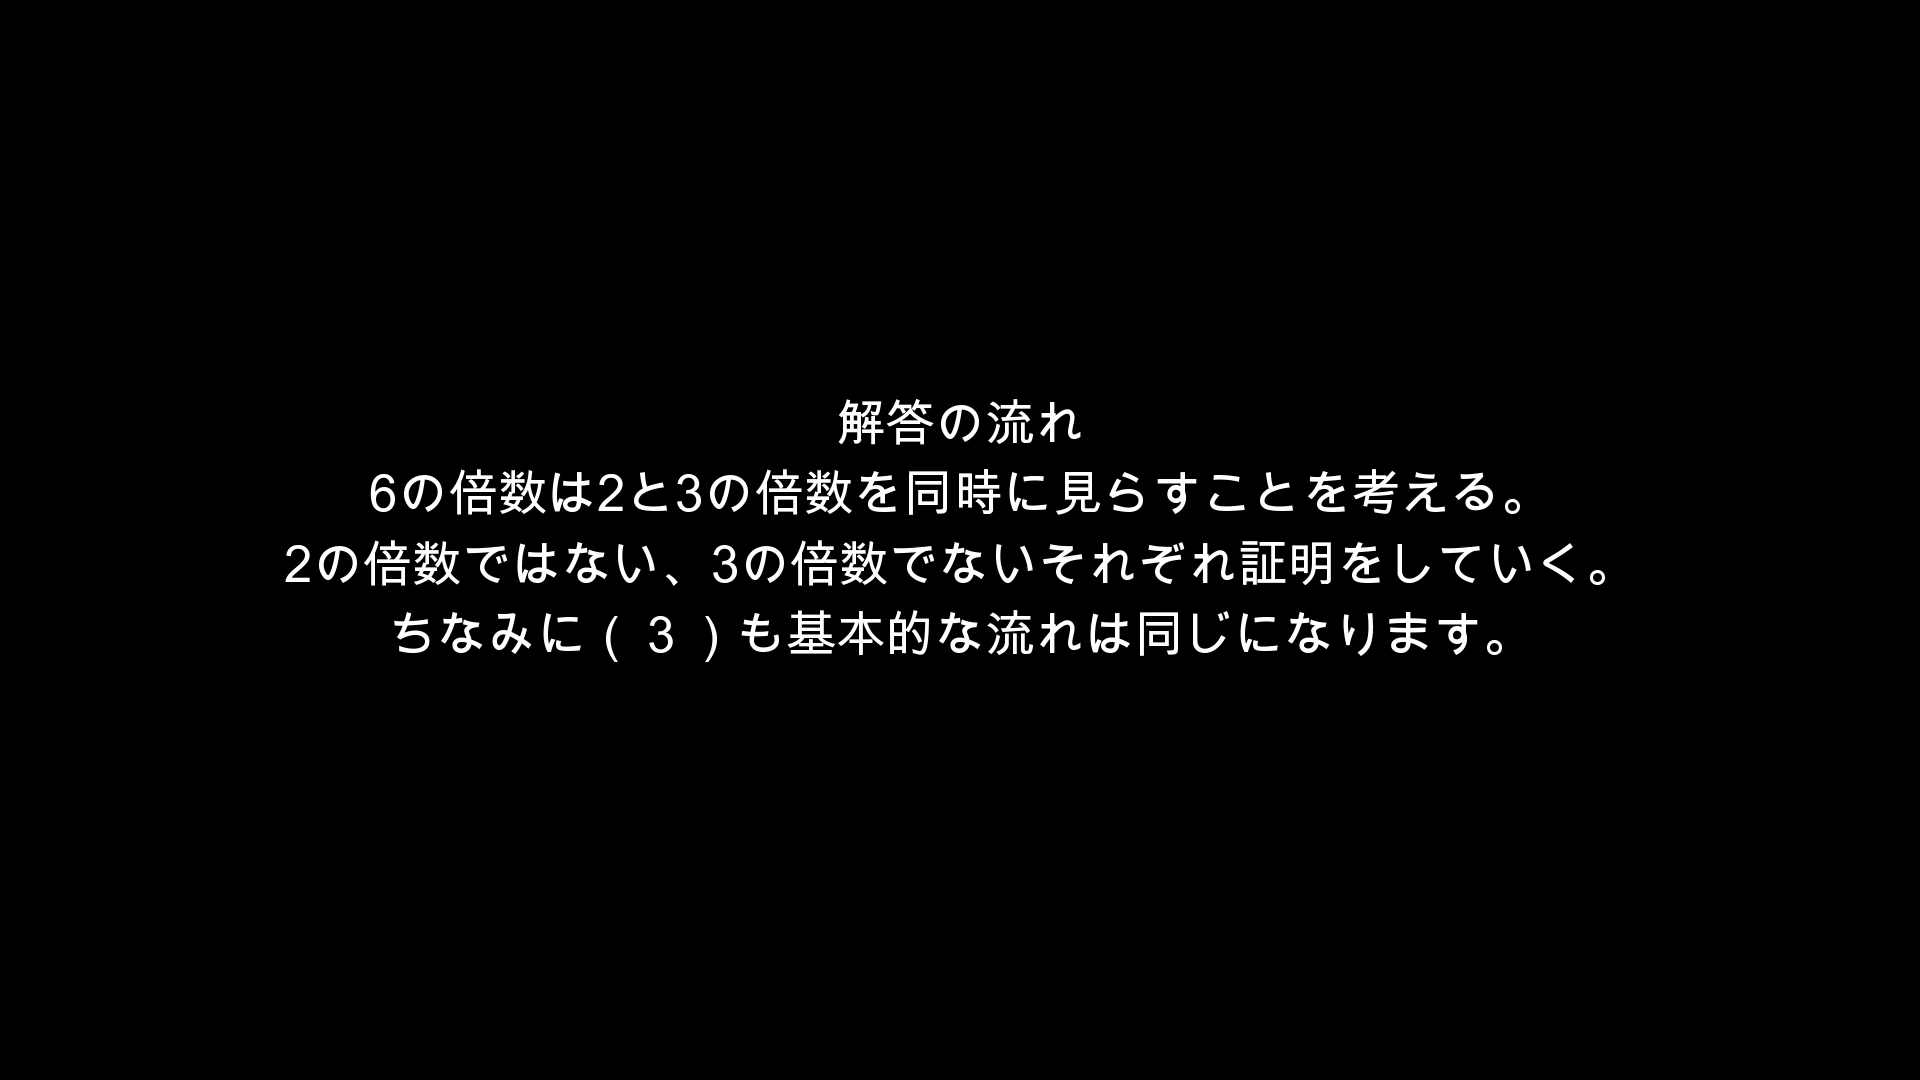 解答の流れ
6の倍数は2と3の倍数を同時に見らすことを考える。
2の倍数ではない、3の倍数でないそれぞれ証明をしていく。
ちなみに（３）も基本的な流れは同じになります。